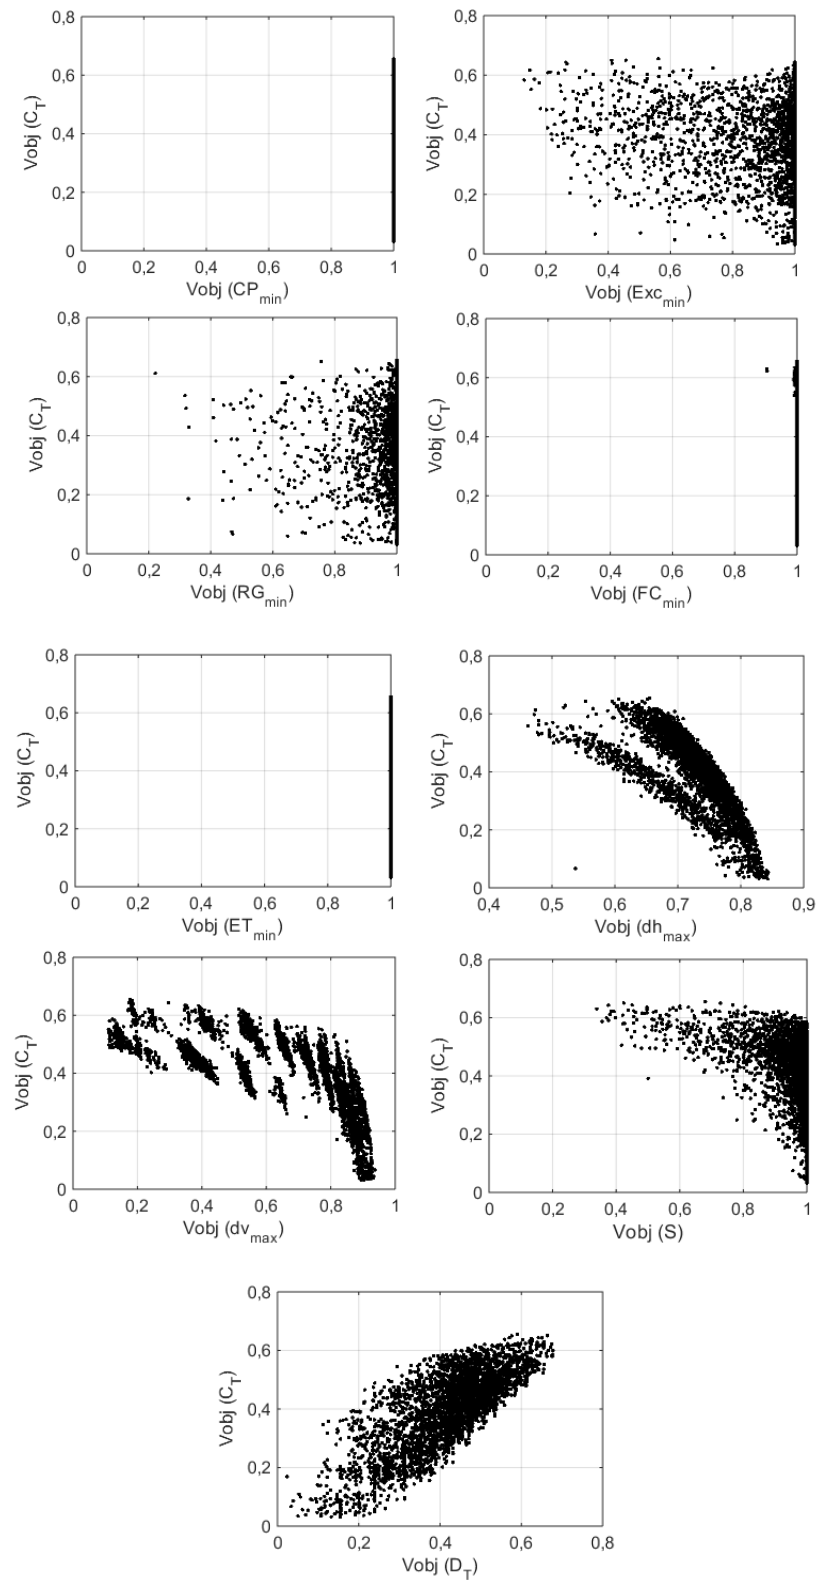 0,8
0,6
0,4
0,2
0
Vobj (C_T)
0 0,2 0,4 0,6 0,8 1
Vobj (CP_min)
0,8
0,6
0,4
0,2
0
Vobj (C_T)
0 0,2 0,4 0,6 0,8 1
Vobj (Exc_min)
0,8
0,6
0,4
0,2
0
Vobj (C_T)
0 0,2 0,4 0,6 0,8 1
Vobj (RG_min)
0,8
0,6
0,4
0,2
0
Vobj (C_T)
0 0,2 0,4 0,6 0,8 1
Vobj (FC_min)
0,8
0,6
0,4
0,2
0
Vobj (C_T)
0 0,2 0,4 0,6 0,8 1
Vobj (ET_min)
0,8
0,6
0,4
0,2
0
Vobj (C_T)
0,4 0,5 0,6 0,7 0,8 0,9
Vobj (dh_max)
0,8
0,6
0,4
0,2
0
Vobj (C_T)
0 0,2 0,4 0,6 0,8 1
Vobj (dv_max)
0,8
0,6
0,4
0,2
0
Vobj (C_T)
0 0,2 0,4 0,6 0,8 1
Vobj (S)
0,8
0,6
0,4
0,2
0
Vobj (C_T)
0 0,2 0,4 0,6 0,8
Vobj (D_T)